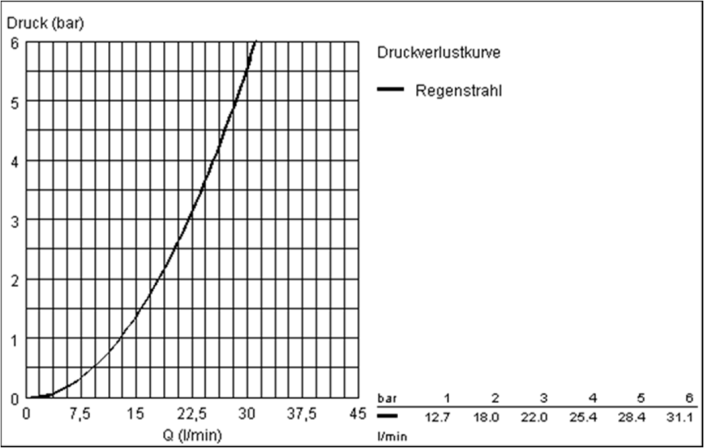 Druck (bar)
6
5
4
3
2
1
0
0 7,5 15 22,5 30 37,5 45
Q (l/min)
Druckverlustkurve
Regenstrahl
bar 1 2 3 4 5 6
12.7 18.0 22.0 25.4 28.4 31.1
l/min